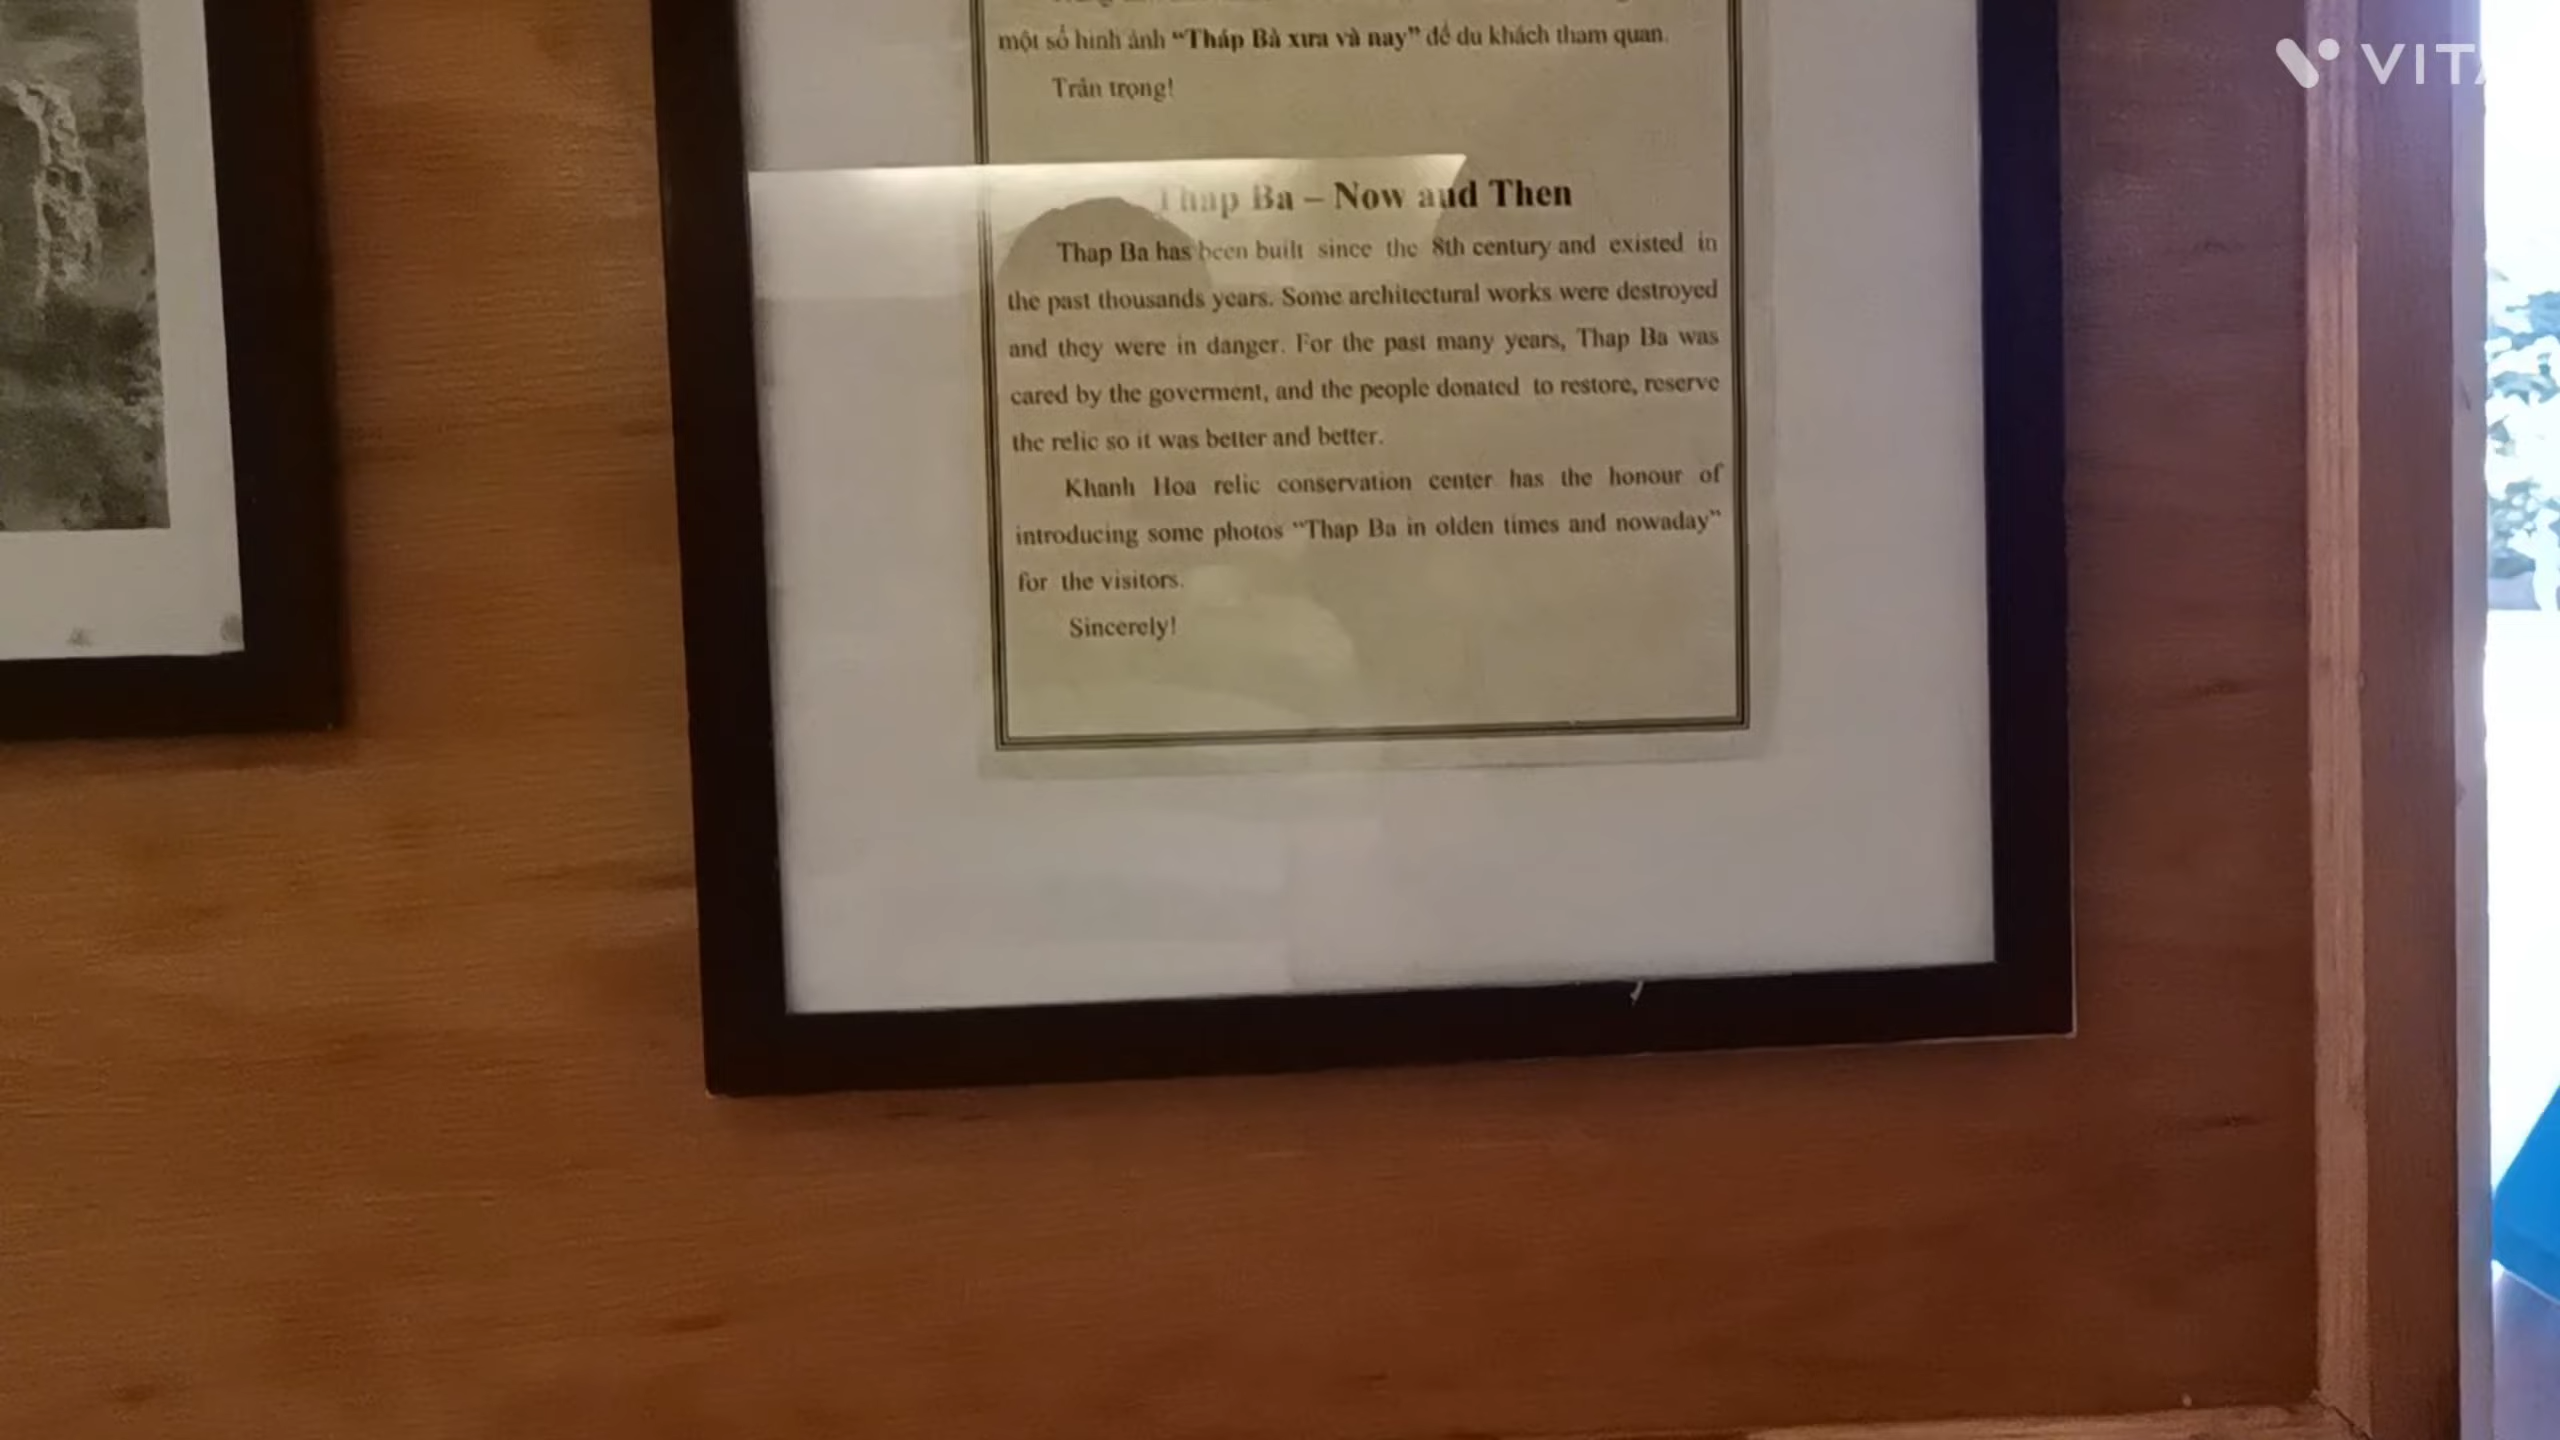 một số hình ảnh “Tháp Bà xưa và nay” để du khách tham quan.
Trân trọng!
Thap Ba – Now and Then
Thap Ba has been built since the 8th century and existed in
the past thousands years. Some architectural works were destroyed
and they were in danger. For the past many years, Thap Ba was
cared by the goverment, and the people donated to restore, reserve
the relic so it was better and better.
Khanh Hoa relic conservation center has the honour of
introducing some photos “Thap Ba in olden times and nowaday”
for the visitors.
Sincerely!
VITA